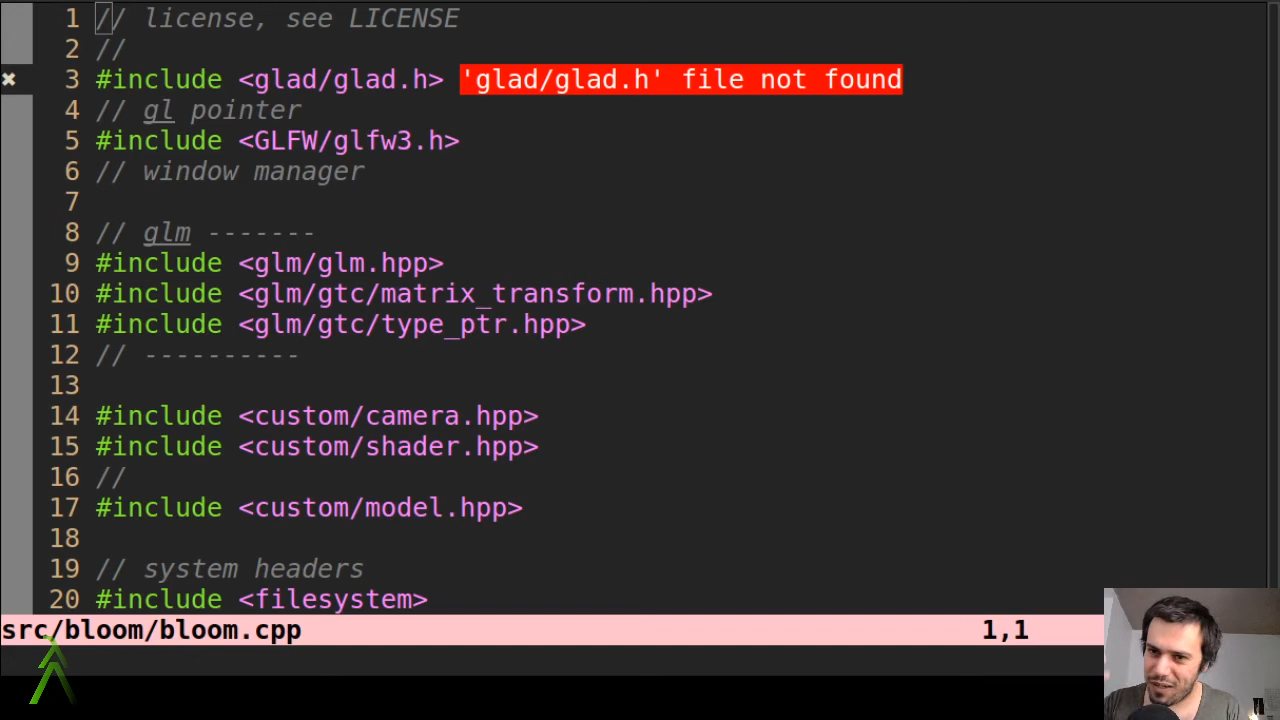 1 // license, see LICENSE
2 //
✖ 3 #include <glad/glad.h> 'glad/glad.h' file not found
4 // gl pointer
5 #include <GLFW/glfw3.h>
6 // window manager
7
8 // glm -------
9 #include <glm/glm.hpp>
10 #include <glm/gtc/matrix_transform.hpp>
11 #include <glm/gtc/type_ptr.hpp>
12 // ----------
13
14 #include <custom/camera.hpp>
15 #include <custom/shader.hpp>
16 //
17 #include <custom/model.hpp>
18
19 // system headers
20 #include <filesystem>
src/bloom/bloom.cpp 1,1